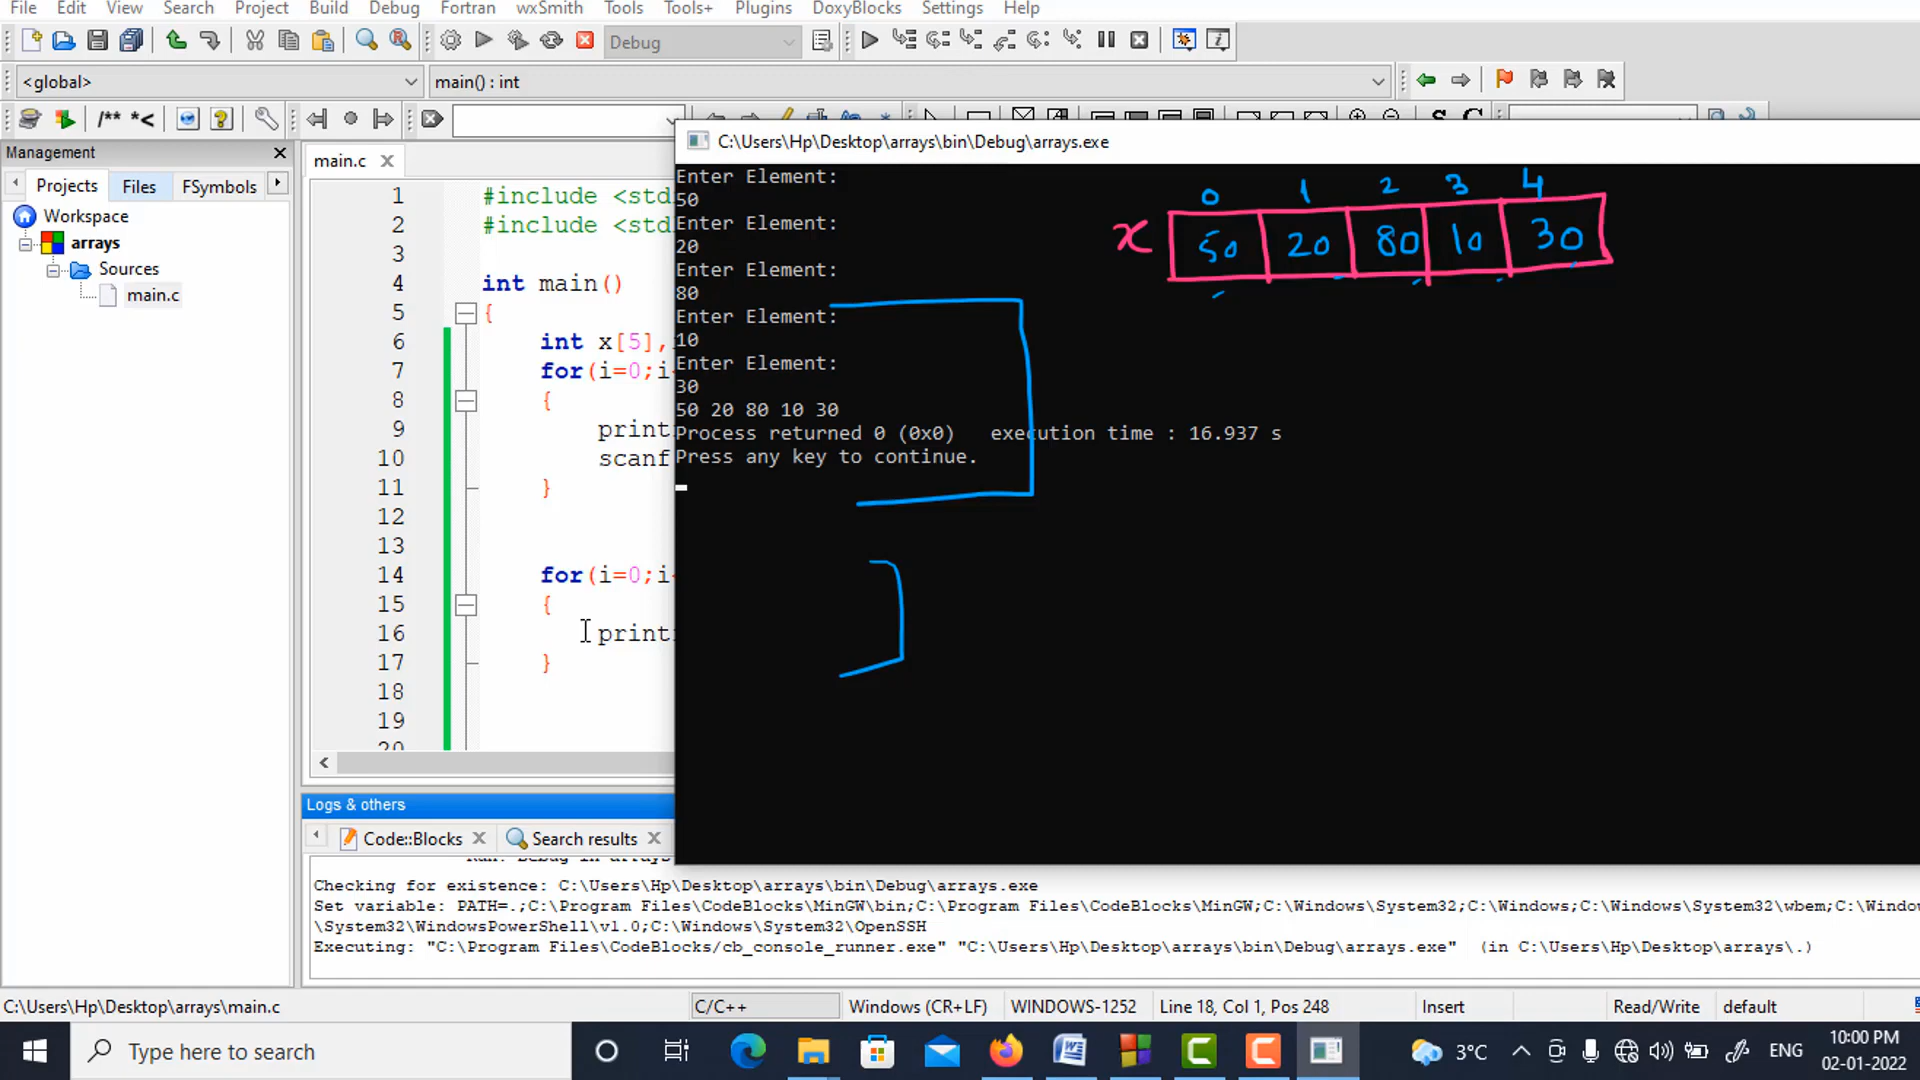 File Edit View Search Project Build Debug Fortran wxSmith Tools Tools+ Plugins DoxyBlocks Settings Help
Debug
<global> main() : int
/** *<
Management
Projects Files FSymbols
Workspace
arrays
Sources
main.c
main.c
1 #include <std
2 #include <std
3
4 int main()
5 {
6 int x[5],
7 for(i=0;i
8 {
9 print
10 scanf
11 }
12
13
14 for(i=0;i
15 {
16 print
17 }
18
19
20
C:\Users\Hp\Desktop\arrays\bin\Debug\arrays.exe
Enter Element:
50
Enter Element:
20
Enter Element:
80
Enter Element:
10
Enter Element:
30
50 20 80 10 30
Process returned 0 (0x0) execution time : 16.937 s
Press any key to continue.
0 1 2 3 4
x 50 20 80 10 30
Logs & others
Code::Blocks Search results
Checking for existence: C:\Users\Hp\Desktop\arrays\bin\Debug\arrays.exe
Set variable: PATH=.;C:\Program Files\CodeBlocks\MinGW\bin;C:\Program Files\CodeBlocks\MinGW;C:\Windows\System32;C:\Windows;C:\Windows\System32\wbem;C:\Windo
\System32\WindowsPowerShell\v1.0;C:\Windows\System32\OpenSSH
Executing: "C:\Program Files\CodeBlocks/cb_console_runner.exe" "C:\Users\Hp\Desktop\arrays\bin\Debug\arrays.exe" (in C:\Users\Hp\Desktop\arrays\.)
C:\Users\Hp\Desktop\arrays\main.c C/C++ Windows (CR+LF) WINDOWS-1252 Line 18, Col 1, Pos 248 Insert Read/Write default
Type here to search 3°C ENG 10:00 PM
02-01-2022